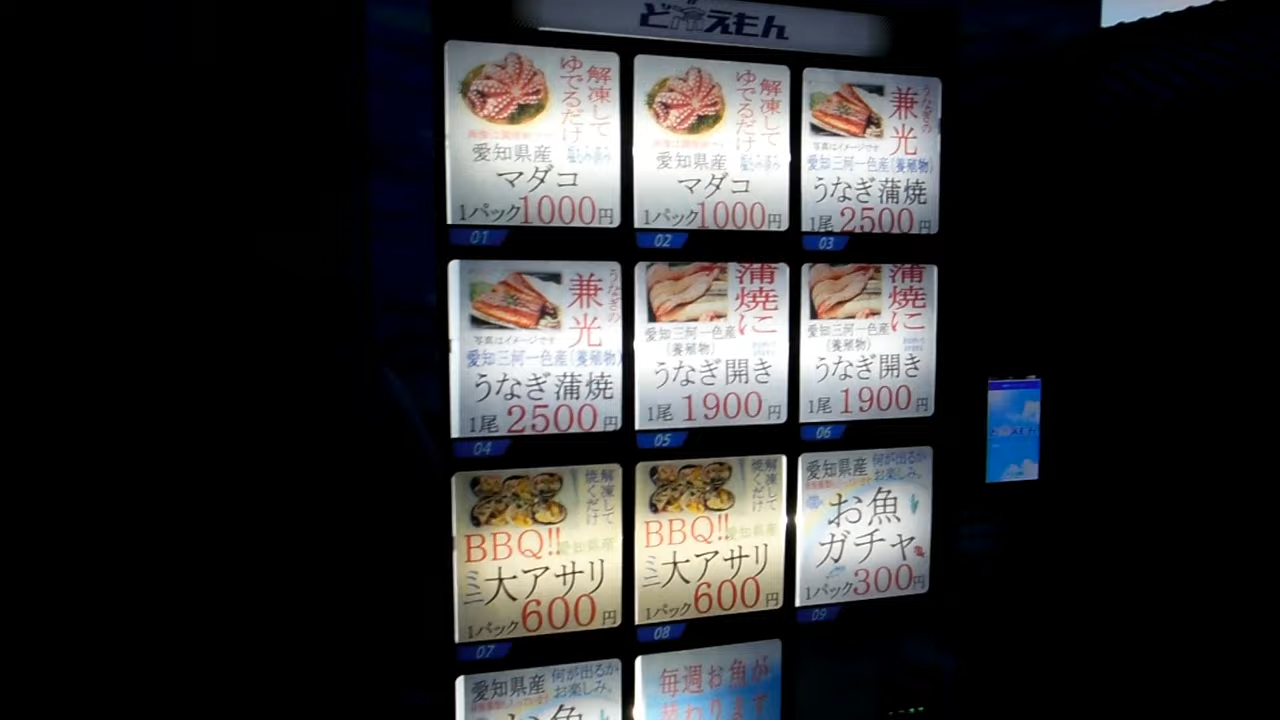 ど冷えもん
解凍して
ゆでるだけ
愛知県産
マダコ
1パック1000円
01
解凍して
ゆでるだけ
愛知県産
マダコ
1パック1000円
02
うなぎの
兼光
写真はイメージです
愛知三河一色産(養殖物)
うなぎ蒲焼
1尾2500円
03
うなぎの
兼光
写真はイメージです
愛知三河一色産(養殖物)
うなぎ蒲焼
1尾2500円
04
蒲焼に
愛知三河一色産
(養殖物)
うなぎ開き
1尾1900円
05
蒲焼に
愛知三河一色産
(養殖物)
うなぎ開き
1尾1900円
06
解凍して
焼くだけ
BBQ!!
愛知県産
ミニ大アサリ
1パック600円
07
解凍して
焼くだけ
BBQ!!
愛知県産
ミニ大アサリ
1パック600円
08
愛知県産
何が出るか
お楽しみ。
お魚
ガチャ
1パック300円
09
愛知県産
何が出るか
お楽しみ。
お魚
毎週お魚が
替わります